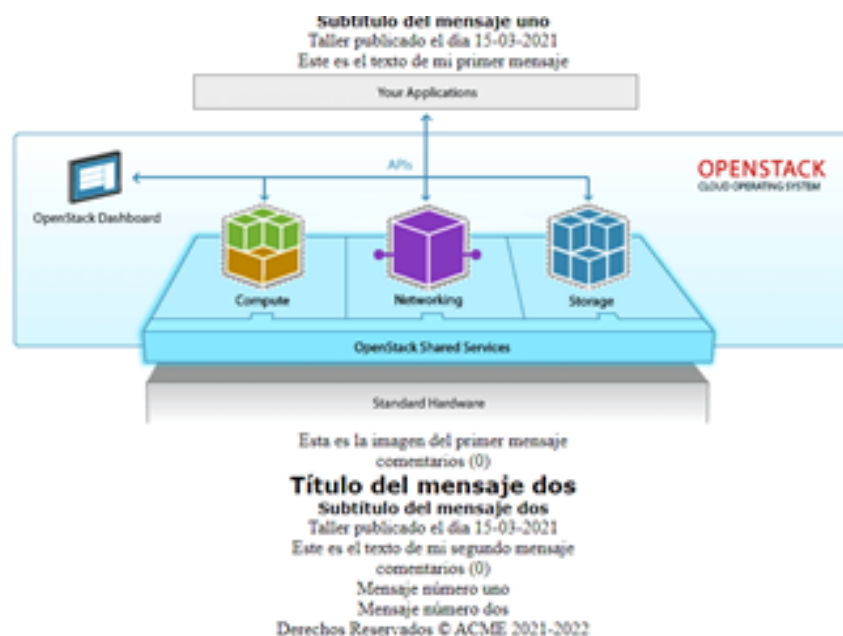 Subtítulo del mensaje uno
Taller publicado el dia 15-03-2021
Este es el texto de mi primer mensaje
Your Applications
APIs
OPENSTACK
CLOUD OPERATING SYSTEM
OpenStack Dashboard
Compute
Networking
Storage
OpenStack Shared Services
Standard Hardware
Esta es la imagen del primer mensaje
comentarios (0)
Título del mensaje dos
Subtítulo del mensaje dos
Taller publicado el dia 15-03-2021
Este es el texto de mi segundo mensaje
comentarios (0)
Mensaje número uno
Mensaje número dos
Derechos Reservados © ACME 2021-2022